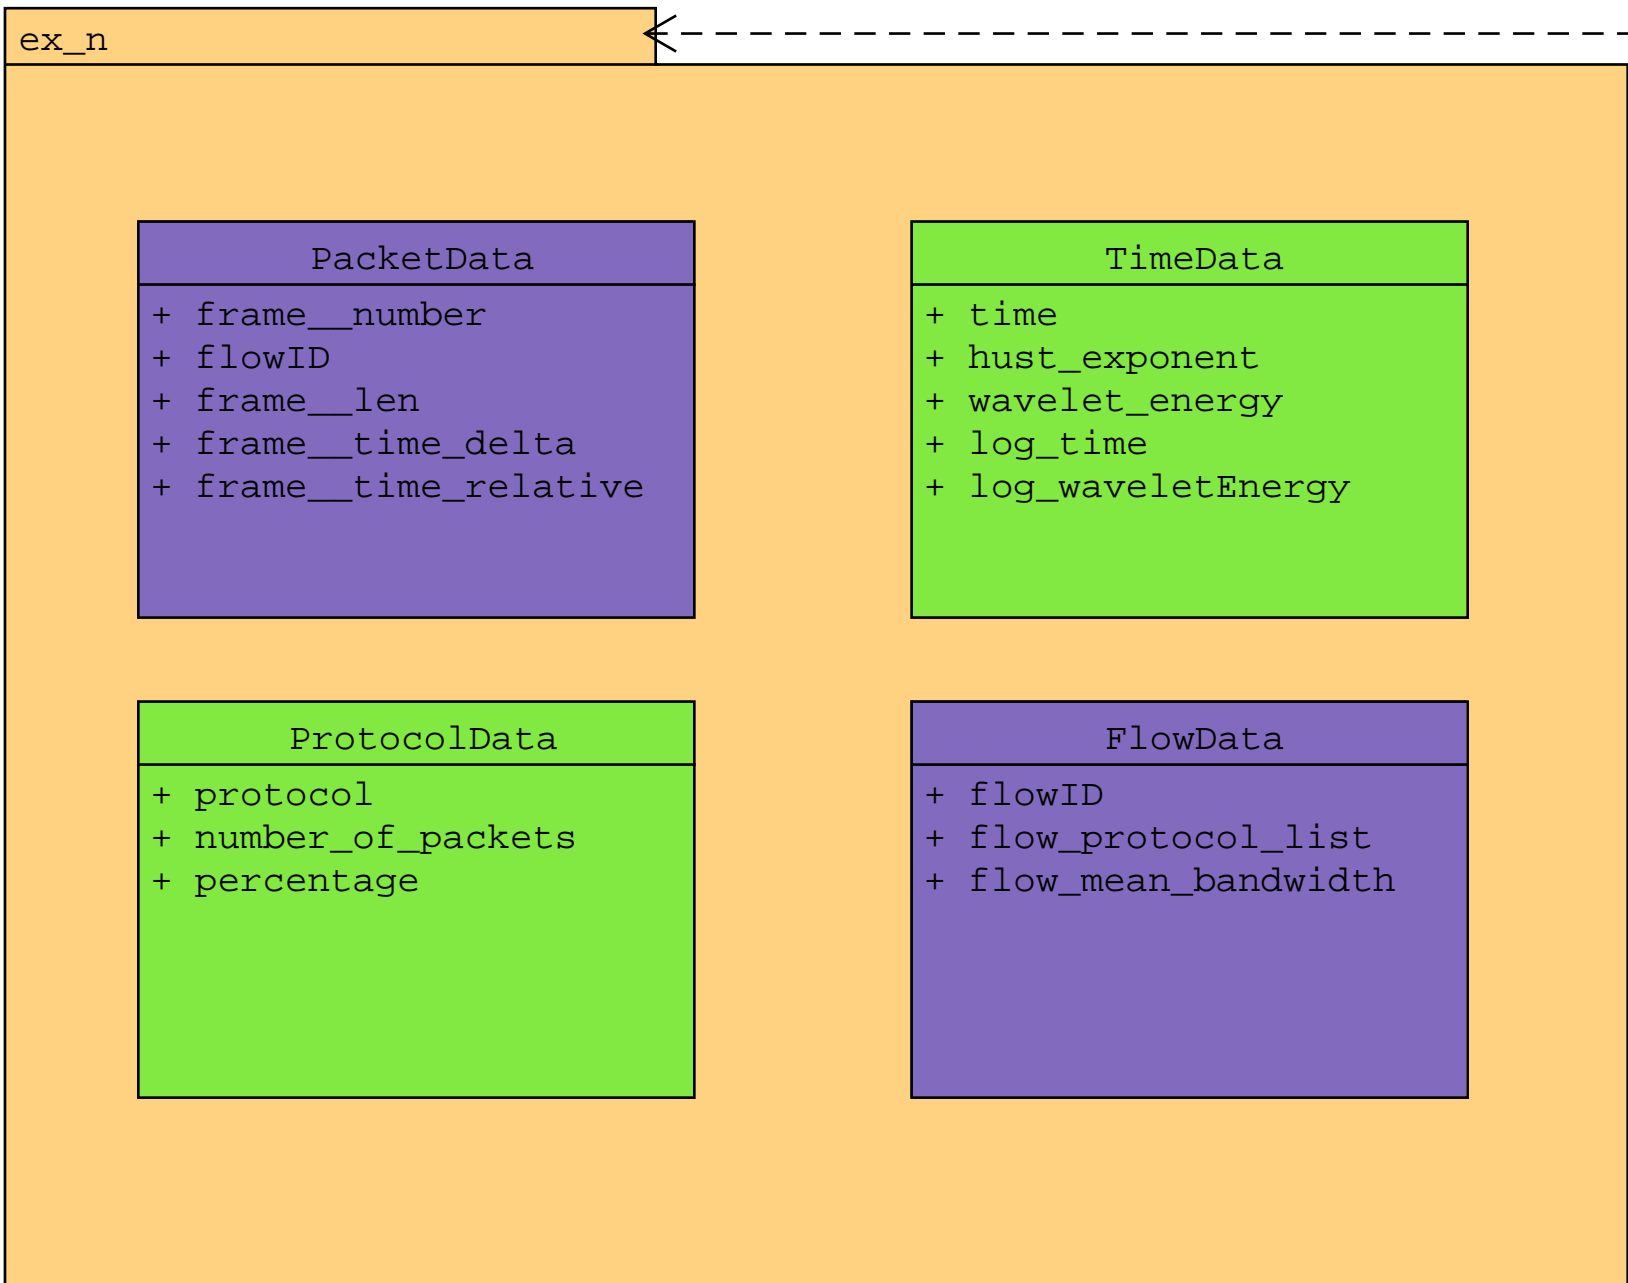 ex_n
PacketData
+ frame__number
+ flowID
+ frame__len
+ frame__time_delta
+ frame__time_relative
TimeData
+ time
+ hust_exponent
+ wavelet_energy
+ log_time
+ log_waveletEnergy
ProtocolData
+ protocol
+ number_of_packets
+ percentage
FlowData
+ flowID
+ flow_protocol_list
+ flow_mean_bandwidth